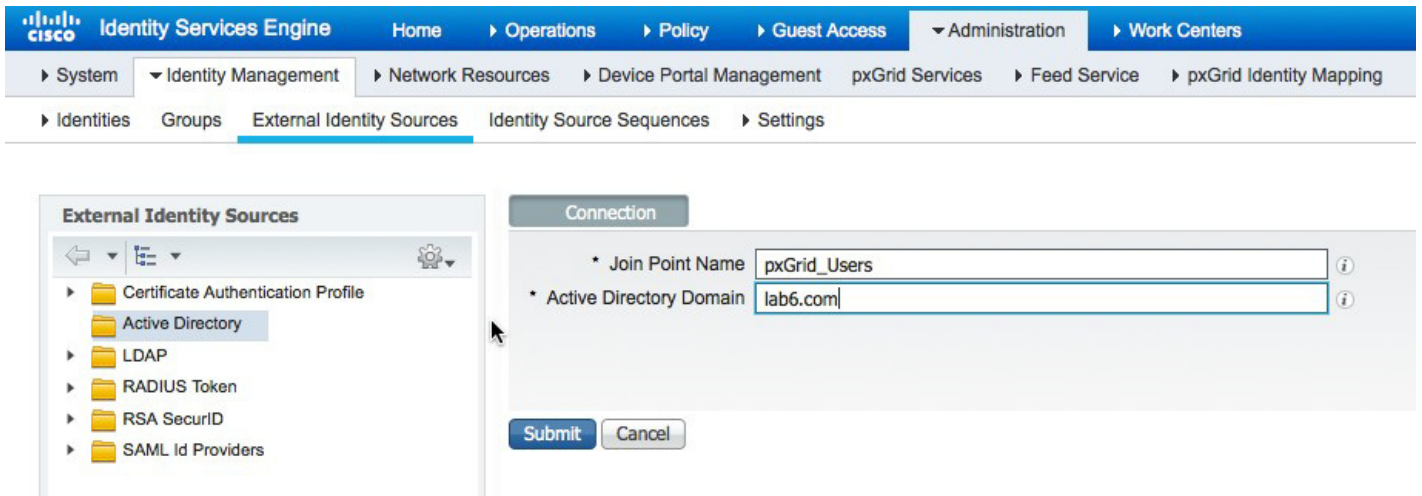 cisco Identity Services Engine Home Operations Policy Guest Access Administration Work Centers
System Identity Management Network Resources Device Portal Management pxGrid Services Feed Service pxGrid Identity Mapping
Identities Groups External Identity Sources Identity Source Sequences Settings
External Identity Sources
Certificate Authentication Profile
Active Directory
LDAP
RADIUS Token
RSA SecurID
SAML Id Providers
Connection
* Join Point Name pxGrid_Users
* Active Directory Domain lab6.com
Submit Cancel